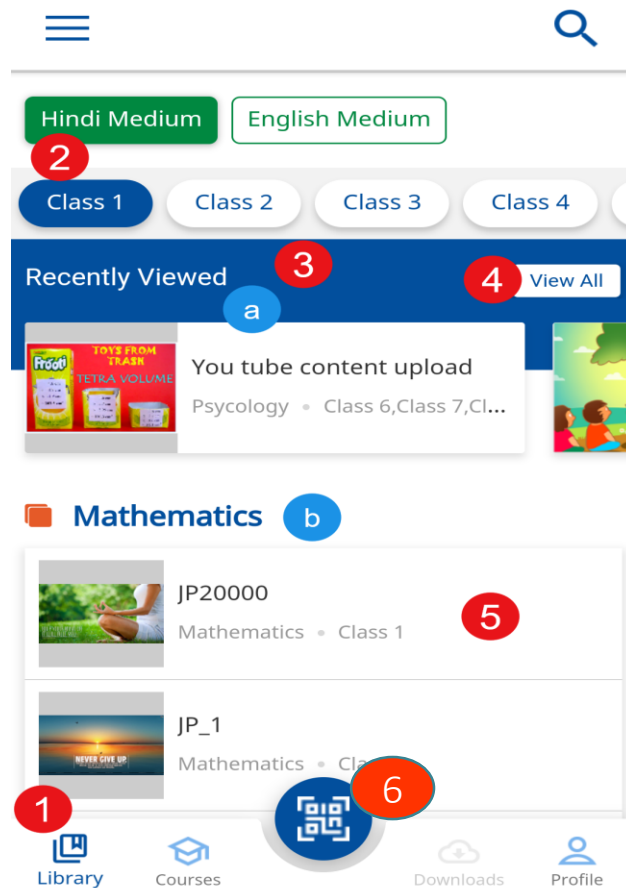 Hindi Medium English Medium
2
Class 1 Class 2 Class 3 Class 4
Recently Viewed 3 4 View All
a
Frooti TOYS FROM TRASH
TETRA VOLUME
You tube content upload
Psycology • Class 6,Class 7,Cl...
Mathematics b
JP20000
Mathematics • Class 1
5
JP_1
NEVER GIVE UP
Mathematics • Cla
6
1
Library Courses Downloads Profile